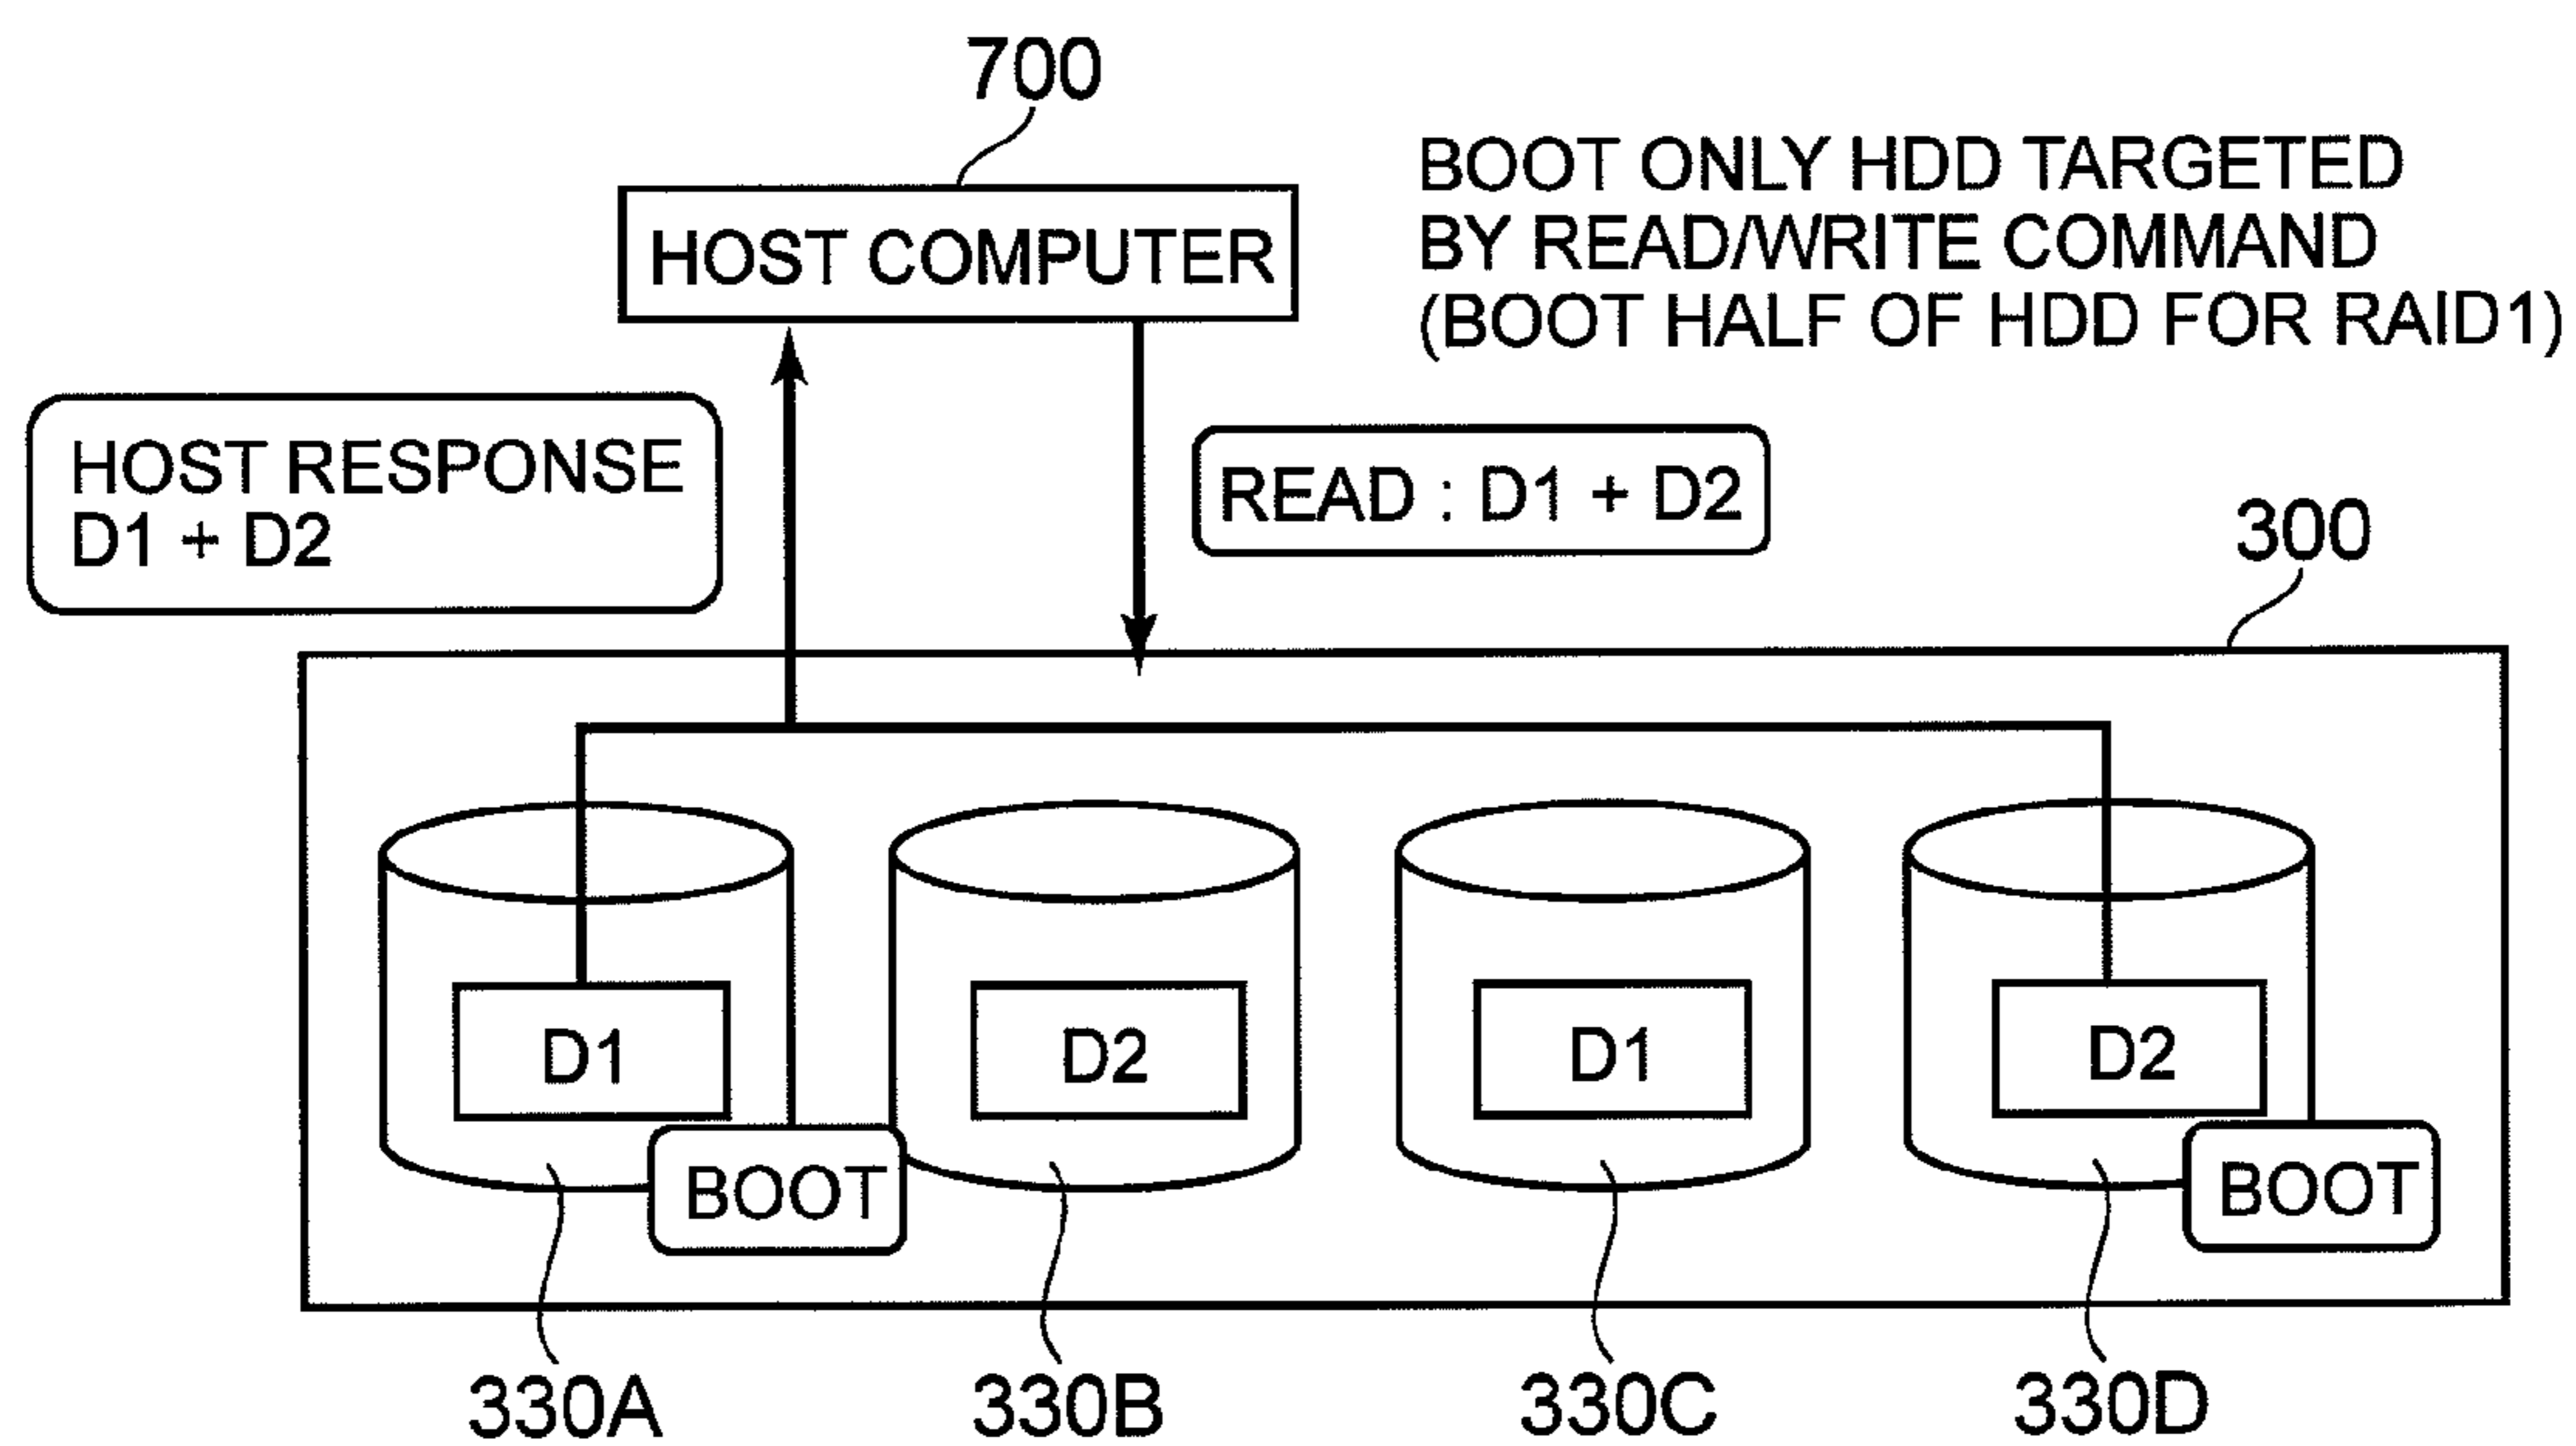 700
BOOT ONLY HDD TARGETED
BY READ/WRITE COMMAND
(BOOT HALF OF HDD FOR RAID1)
HOST COMPUTER
HOST RESPONSE
D1 + D2
READ : D1 + D2
300
D1
D2
D1
D2
BOOT
BOOT
330A
330B
330C
330D